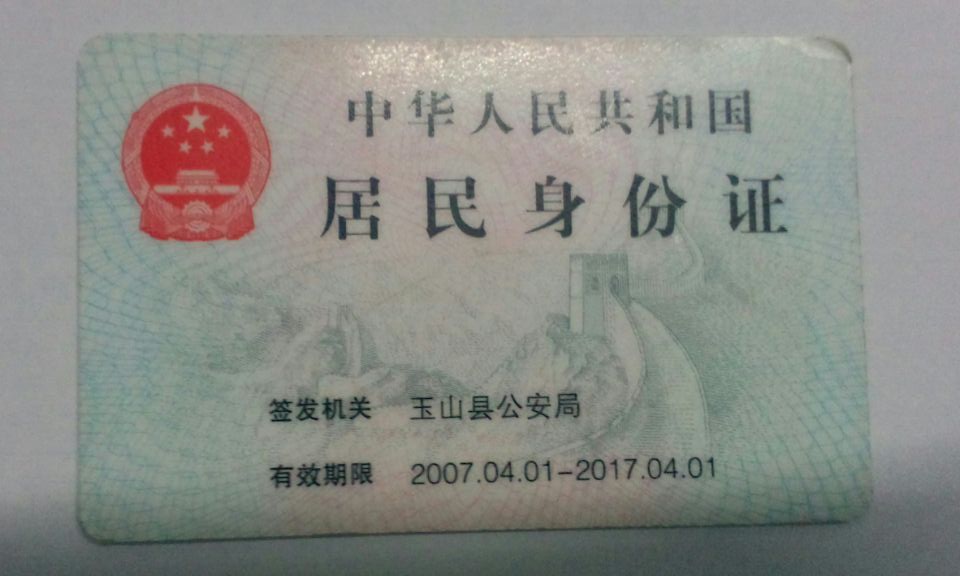 中华人民共和国
居民身份证
签发机关 玉山县公安局
有效期限 2007.04.01-2017.04.01